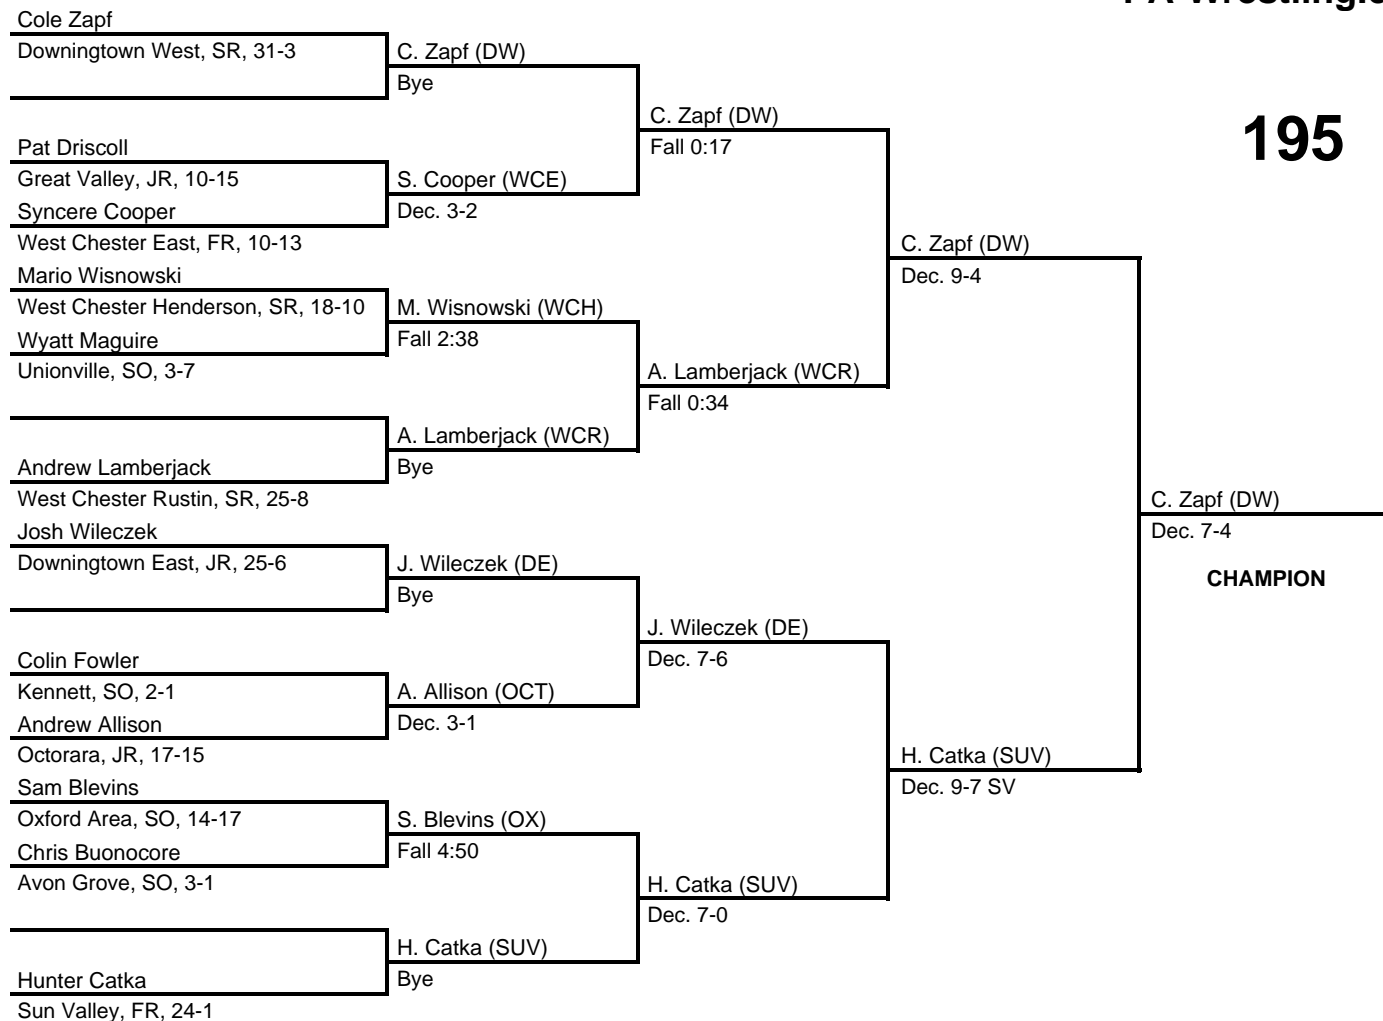 Cole Zapf
Downingtown West, SR, 31-3
Pat Driscoll
Great Valley, JR, 10-15
Syncere Cooper
West Chester East, FR, 10-13
Mario Wisnowski
West Chester Henderson, SR, 18-10
Wyatt Maguire
Unionville, SO, 3-7
Andrew Lamberjack
West Chester Rustin, SR, 25-8
Josh Wileczek
Downingtown East, JR, 25-6
Colin Fowler
Kennett, SO, 2-1
Andrew Allison
Octorara, JR, 17-15
Sam Blevins
Oxford Area, SO, 14-17
Chris Buonocore
Avon Grove, SO, 3-1
Hunter Catka
Sun Valley, FR, 24-1
C. Zapf (DW)
Bye
S. Cooper (WCE)
Dec. 3-2
M. Wisnowski (WCH)
Fall 2:38
A. Lamberjack (WCR)
Bye
J. Wileczek (DE)
Bye
A. Allison (OCT)
Dec. 3-1
S. Blevins (OX)
Fall 4:50
H. Catka (SUV)
Bye
C. Zapf (DW)
Fall 0:17
A. Lamberjack (WCR)
Fall 0:34
J. Wileczek (DE)
Dec. 7-6
H. Catka (SUV)
Dec. 7-0
C. Zapf (DW)
Dec. 9-4
H. Catka (SUV)
Dec. 9-7 SV
195
C. Zapf (DW)
Dec. 7-4
CHAMPION